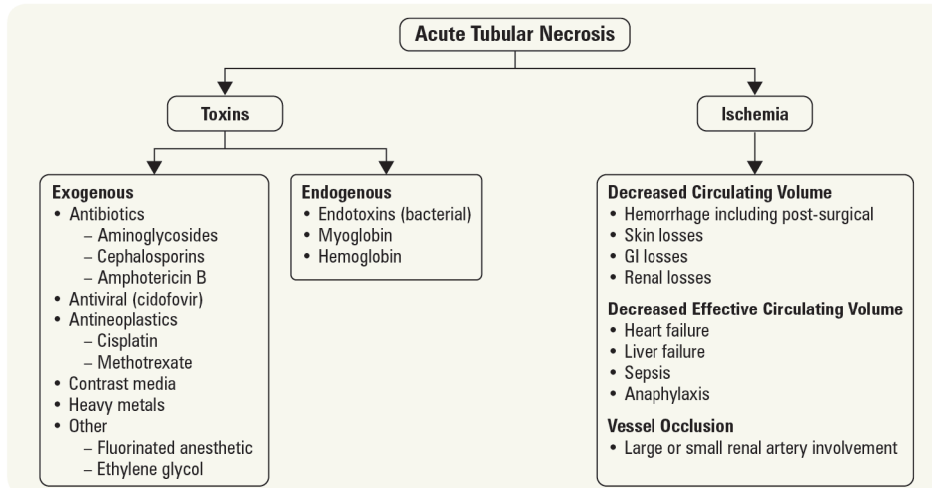 Acute Tubular Necrosis
Toxins
Ischemia
Exogenous
• Antibiotics
– Aminoglycosides
– Cephalosporins
– Amphotericin B
• Antiviral (cidofovir)
• Antineoplastics
– Cisplatin
– Methotrexate
• Contrast media
• Heavy metals
• Other
– Fluorinated anesthetic
– Ethylene glycol
Endogenous
• Endotoxins (bacterial)
• Myoglobin
• Hemoglobin
Decreased Circulating Volume
• Hemorrhage including post-surgical
• Skin losses
• GI losses
• Renal losses
Decreased Effective Circulating Volume
• Heart failure
• Liver failure
• Sepsis
• Anaphylaxis
Vessel Occlusion
• Large or small renal artery involvement